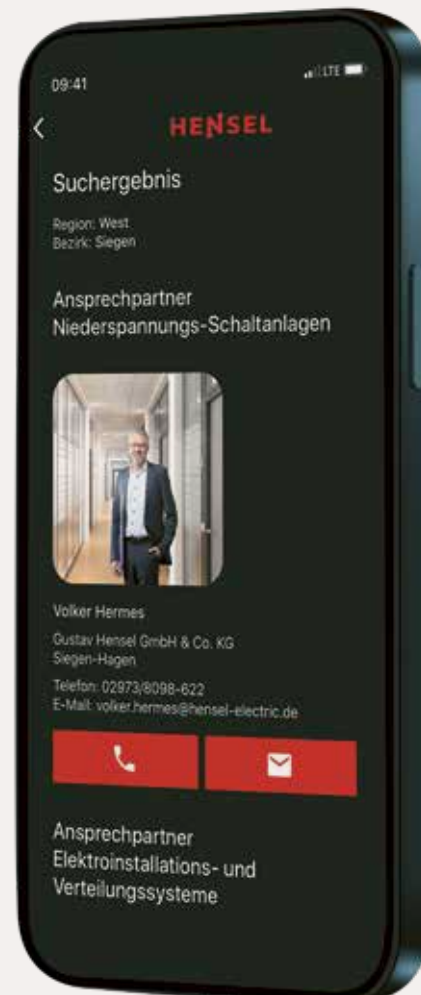 09:41
LTE
HENSEL
Suchergebnis
Region: West
Bezirk: Siegen
Ansprechpartner
Niederspannungs-Schaltanlagen
Volker Hermes
Gustav Hensel GmbH & Co. KG
Siegen-Hagen
Telefon: 02973/8098-622
E-Mail: volker.hermes@hensel-electric.de
Ansprechpartner
Elektroinstallations- und
Verteilungssysteme